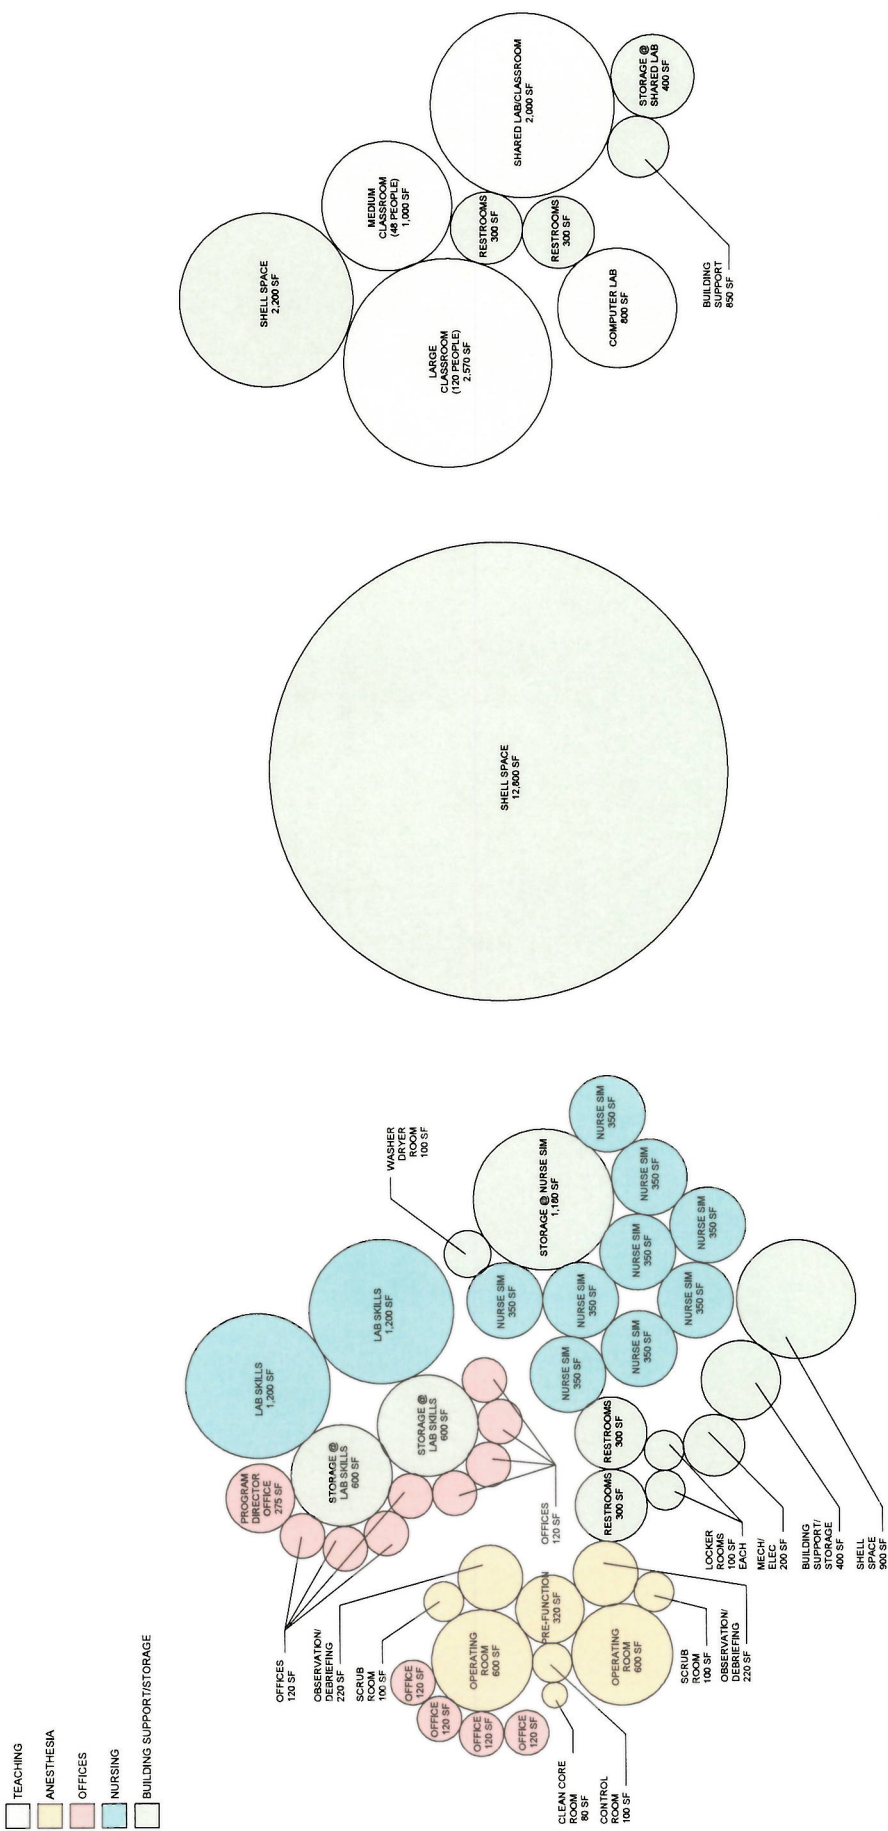 TEACHING
ANESTHESIA
OFFICES
NURSING
BUILDING SUPPORT/STORAGE
OFFICES
120 SF
OBSERVATION/
DEBRIEFING
220 SF
SCRUB
ROOM
100 SF
OFFICE
120 SF
OFFICE
120 SF
OFFICE
120 SF
OFFICE
120 SF
CLEAN CORE
ROOM
80 SF
CONTROL
ROOM
100 SF
OPERATING
ROOM
600 SF
PRE-FUNCTION
320 SF
OPERATING
ROOM
600 SF
SCRUB
ROOM
100 SF
OBSERVATION/
DEBRIEFING
220 SF
PROGRAM
DIRECTOR
OFFICE
275 SF
STORAGE @
LAB SKILLS
600 SF
STORAGE @
LAB SKILLS
600 SF
LAB SKILLS
1,200 SF
LAB SKILLS
1,200 SF
OFFICES
120 SF
RESTROOMS
300 SF
RESTROOMS
300 SF
LOCKER
ROOMS
100 SF
EACH
MECH/
ELEC
200 SF
BUILDING
SUPPORT/
STORAGE
400 SF
SHELL
SPACE
900 SF
WASHER
DRYER
ROOM
100 SF
STORAGE @ NURSE SIM
1,160 SF
NURSE SIM
350 SF
NURSE SIM
350 SF
NURSE SIM
350 SF
NURSE SIM
350 SF
NURSE SIM
350 SF
NURSE SIM
350 SF
NURSE SIM
350 SF
NURSE SIM
350 SF
NURSE SIM
350 SF
SHELL SPACE
12,800 SF
SHELL SPACE
2,200 SF
LARGE
CLASSROOM
(120 PEOPLE)
2,570 SF
MEDIUM
CLASSROOM
(48 PEOPLE)
1,000 SF
RESTROOMS
300 SF
RESTROOMS
300 SF
COMPUTER LAB
800 SF
SHARED LAB/CLASSROOM
2,000 SF
STORAGE @
SHARED LAB
400 SF
BUILDING
SUPPORT
850 SF